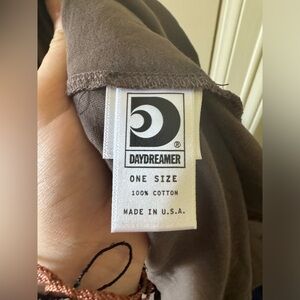 ®
DAYDREAMER
ONE SIZE
100% COTTON
MADE IN U.S.A.